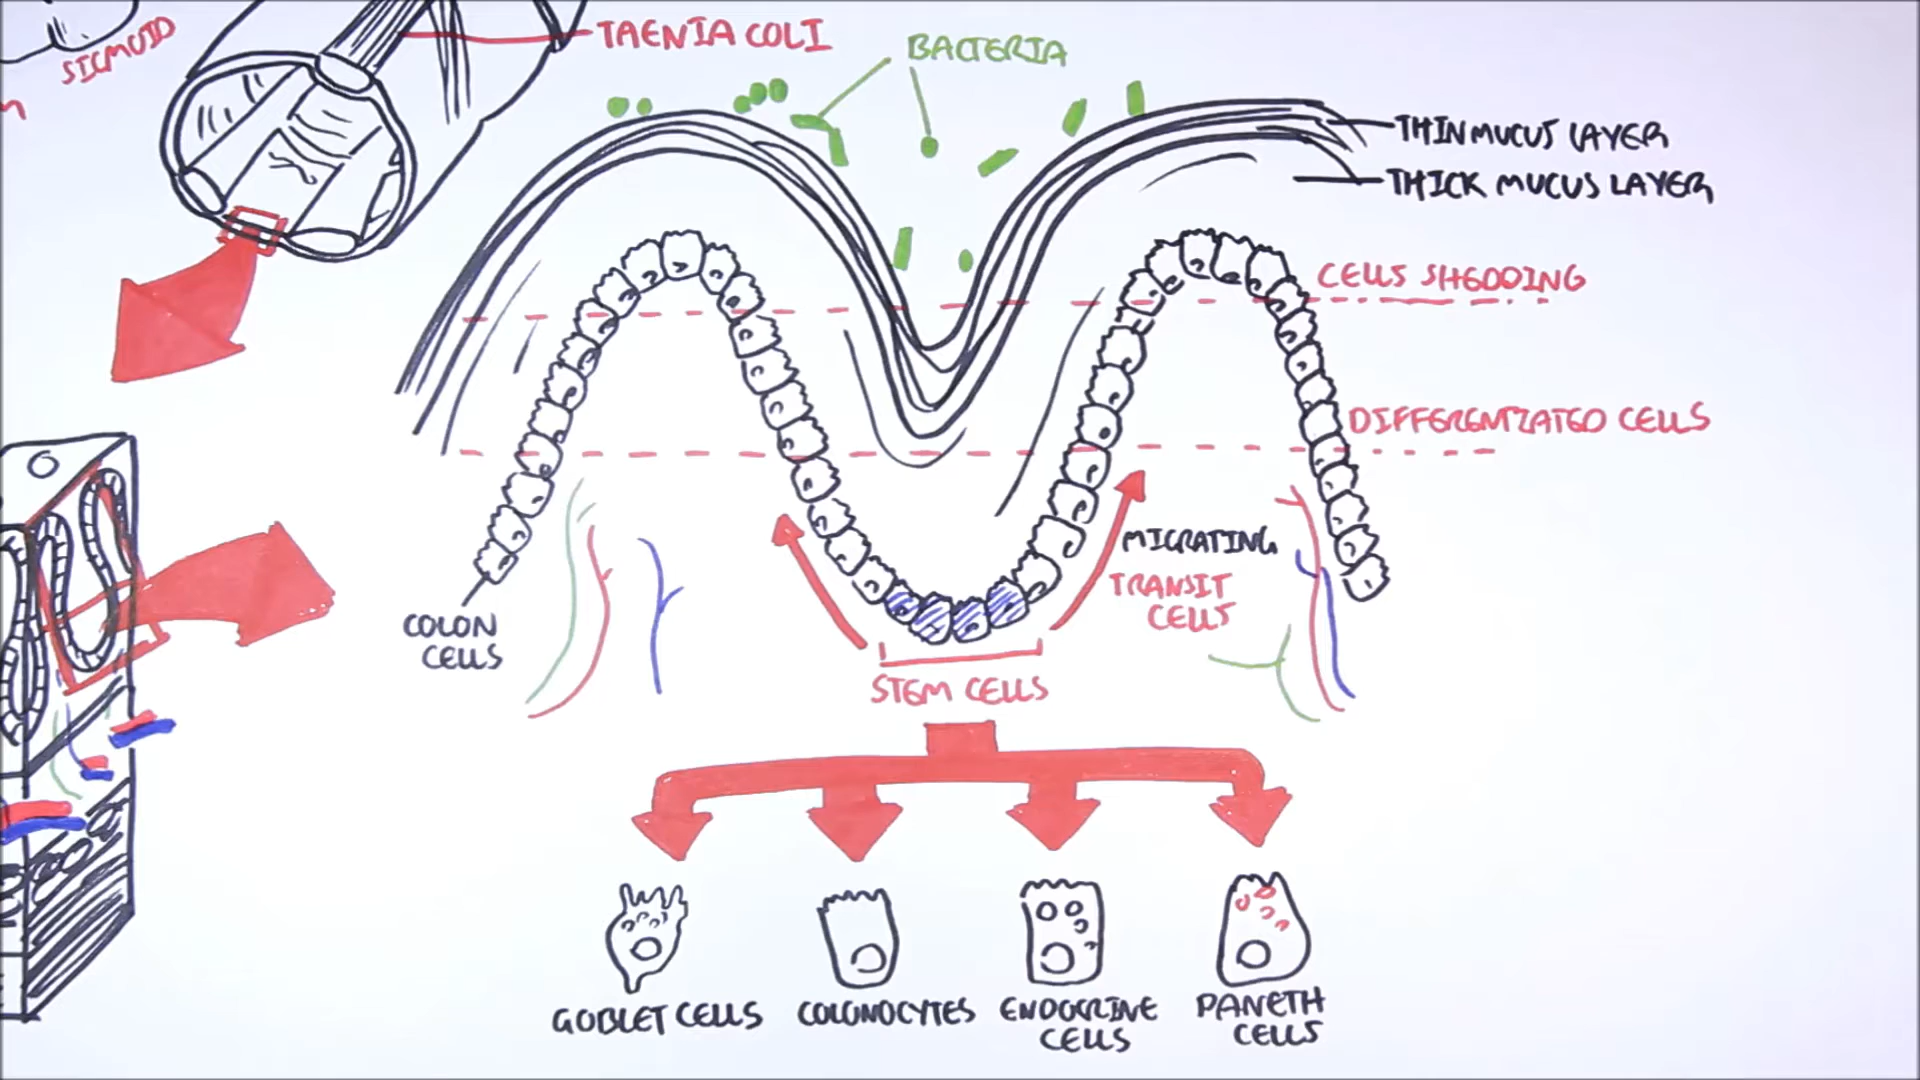 SIGMOID
TAENIA COLI
BACTERIA
THIN MUCUS LAYER
THICK MUCUS LAYER
CELLS SHEDDING
DIFFERENTIATED CELLS
MIGRATING
TRANSIT
CELLS
COLON
CELLS
STEM CELLS
GOBLET CELLS
COLONOCYTES
ENDOCRINE
CELLS
PANETH
CELLS